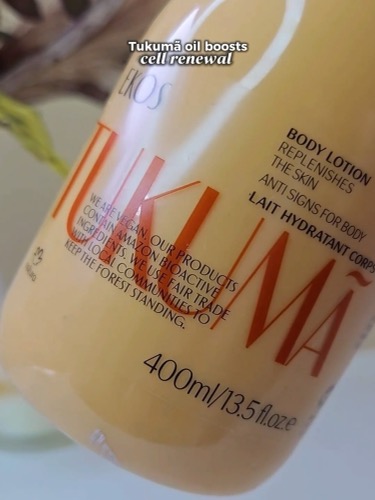 Tukumã oil boosts
cell renewal
EKOS
TUKUMÃ
BODY LOTION
REPLENISHES
THE SKIN
ANTI SIGNS FOR BODY
LAIT HYDRATANT CORPS
WE ARE VEGAN. OUR PRODUCTS
CONTAIN AMAZON BIOACTIVE
INGREDIENTS. WE USE FAIR TRADE
WITH LOCAL COMMUNITIES TO
KEEP THE FOREST STANDING.
400ml/13.5fl.oz e